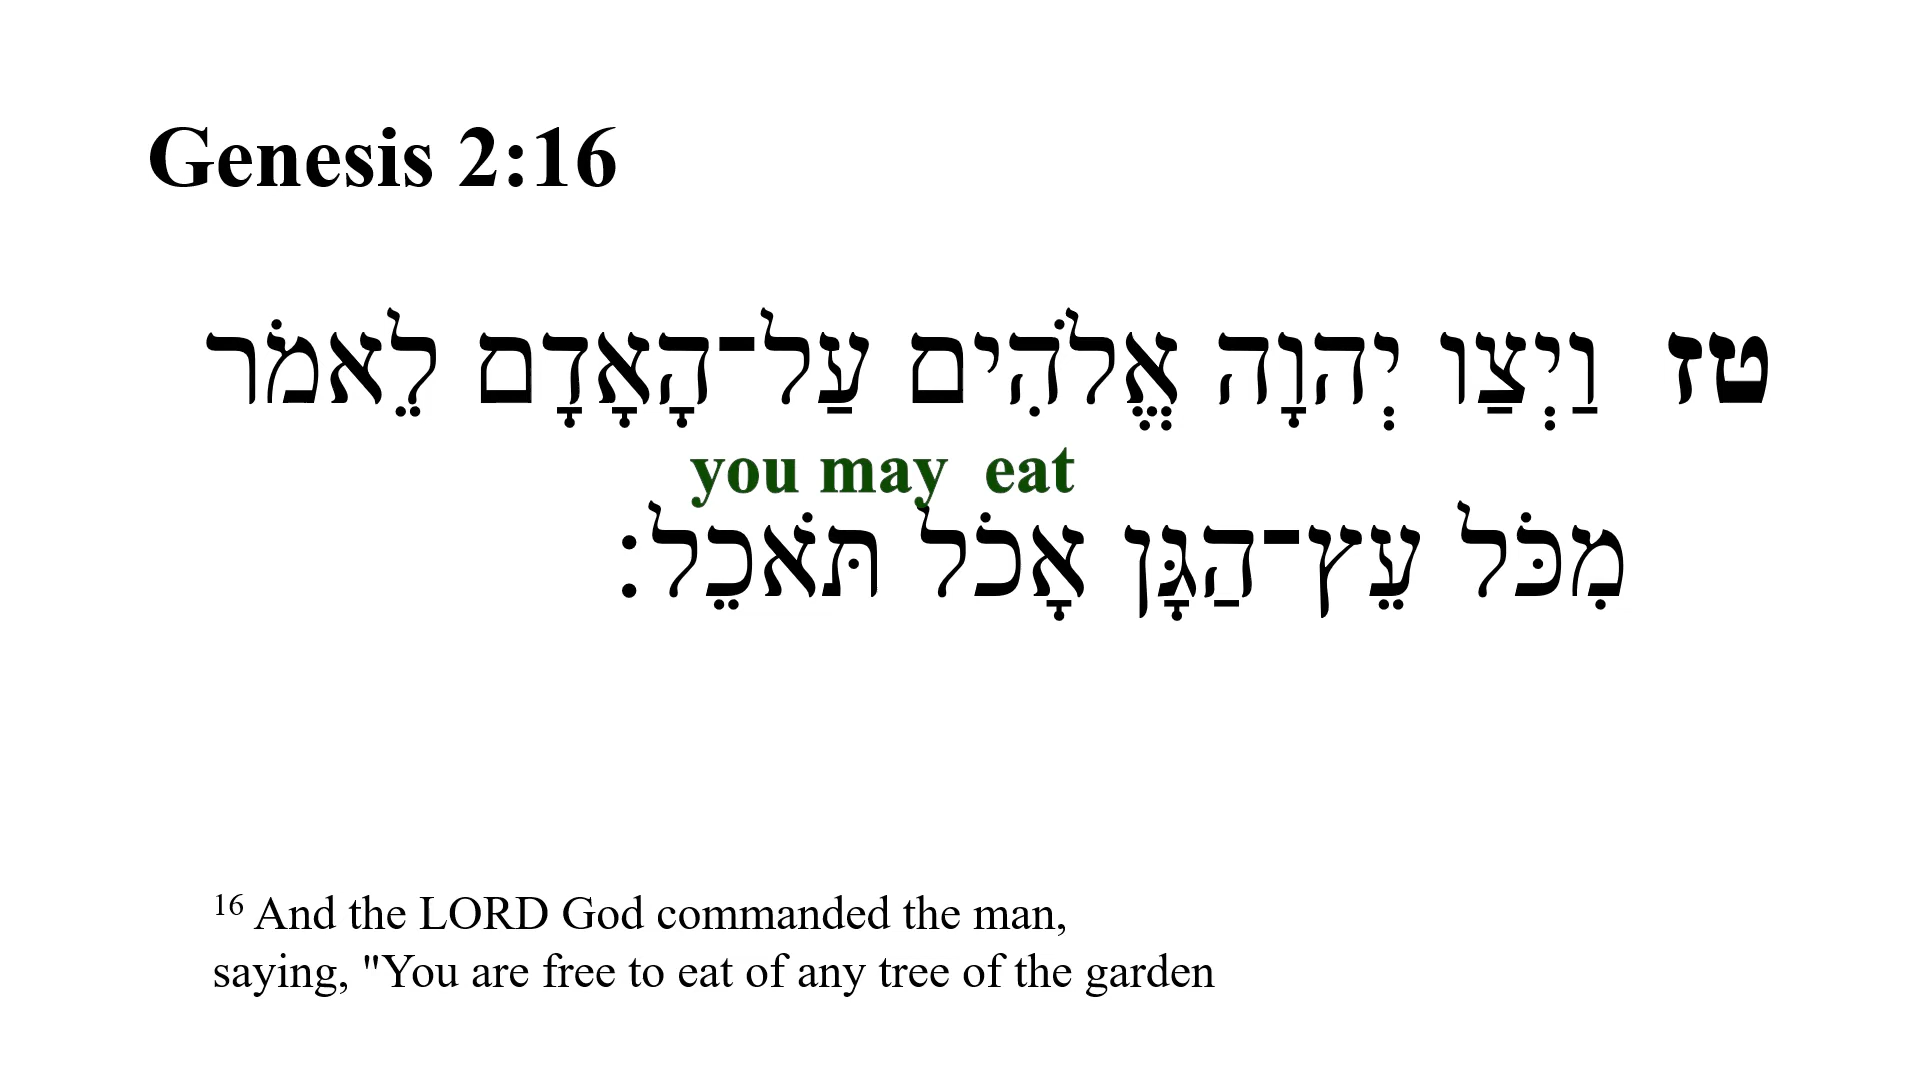 Genesis 2:16
טז וַיְצַו יְהוָה אֱלֹהִים עַל־הָאָדָם לֵאמֹר
you may eat
מִכֹּל עֵץ־הַגָּן אָכֹל תֹּאכֵל׃
16 And the LORD God commanded the man,
saying, "You are free to eat of any tree of the garden